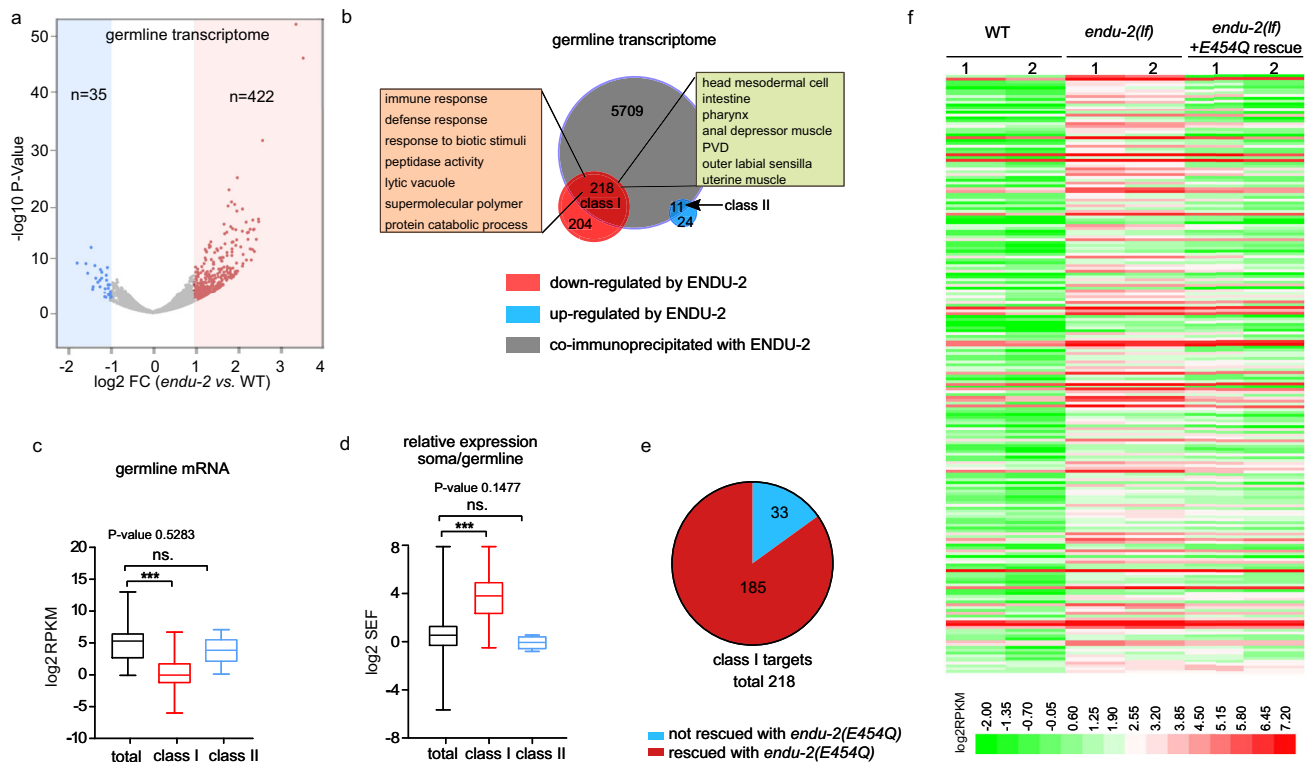 a
germline transcriptome
n=35
n=422
50
40
30
20
10
5
0
-log10 P-Value
-2 -1 0 1 2 3 4
log2 FC (endu-2 vs. WT)
b
germline transcriptome
immune response
defense response
response to biotic stimuli
peptidase activity
lytic vacuole
supermolecular polymer
protein catabolic process
5709
218
class I
204
11
24
class II
head mesodermal cell
intestine
pharynx
anal depressor muscle
PVD
outer labial sensilla
uterine muscle
down-regulated by ENDU-2
up-regulated by ENDU-2
co-immunoprecipitated with ENDU-2
c
germline mRNA
P-value 0.5283
ns.
***
20
15
10
5
0
-5
-10
log2 RPKM
total class I class II
d
relative expression
soma/germline
P-value 0.1477
ns.
***
8
4
0
-4
-8
log2 SEF
total class I class II
e
33
185
class I targets
total 218
not rescued with endu-2(E454Q)
rescued with endu-2(E454Q)
f
WT endu-2(lf) endu-2(lf)
+E454Q rescue
1 2 1 2 1 2
log2RPKM
-2.00 -1.35 -0.70 -0.05 0.60 1.25 1.90 2.55 3.20 3.85 4.50 5.15 5.80 6.45 7.20